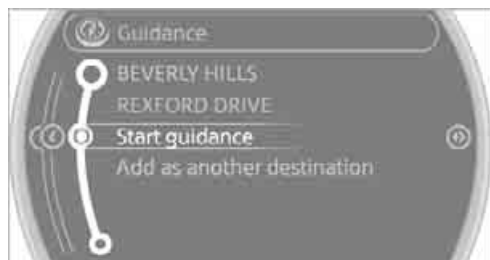 Guidance
BEVERLY HILLS
REXFORD DRIVE
Start guidance
Add as another destination